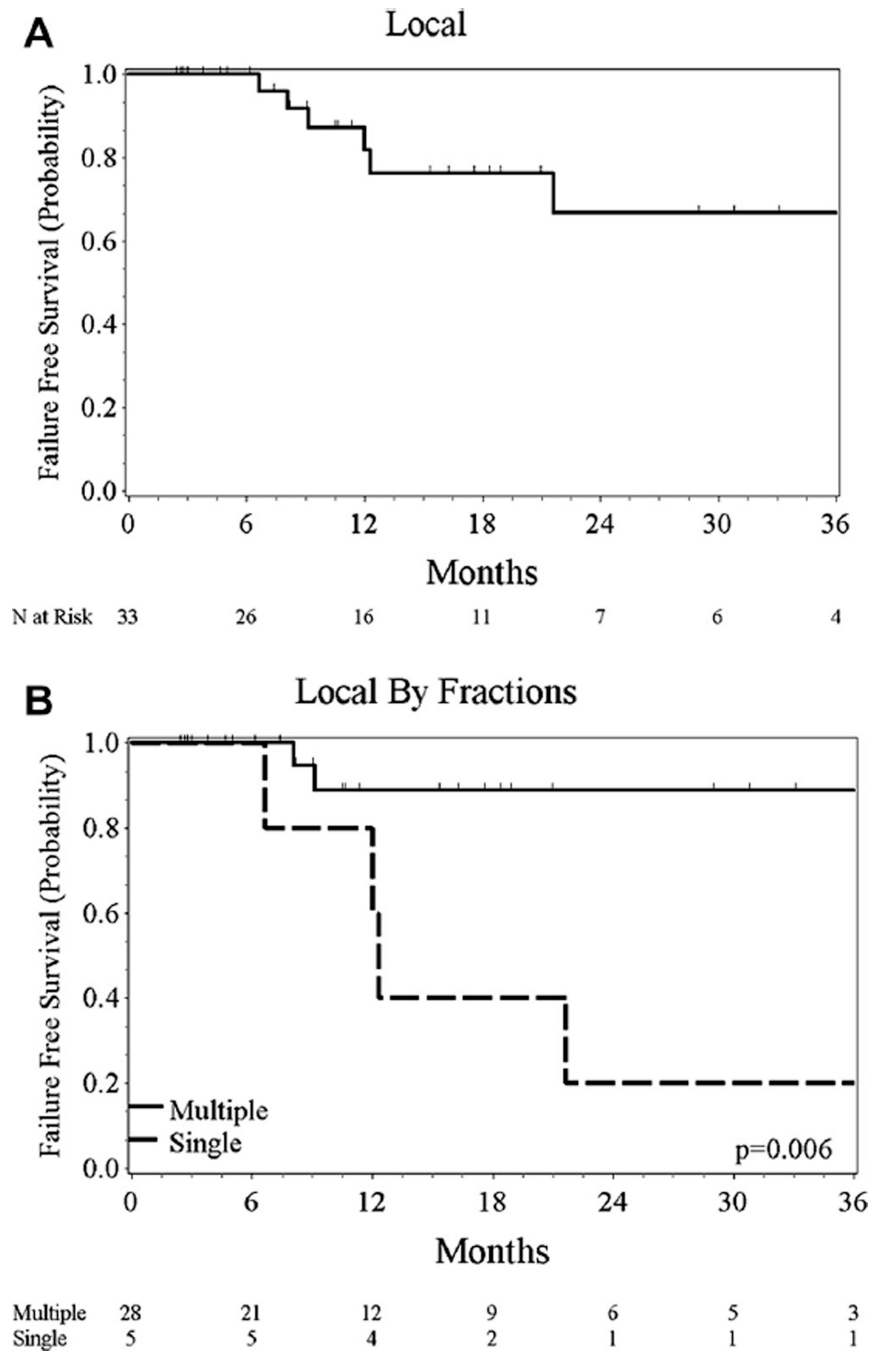 A
Local
Failure Free Survival (Probability)
1.0
0.8
0.6
0.4
0.2
0.0
0 6 12 18 24 30 36
Months
N at Risk 33 26 16 11 7 6 4
B
Local By Fractions
Failure Free Survival (Probability)
1.0
0.8
0.6
0.4
0.2
0.0
Multiple
Single
p=0.006
0 6 12 18 24 30 36
Months
Multiple 28 21 12 9 6 5 3
Single 5 5 4 2 1 1 1